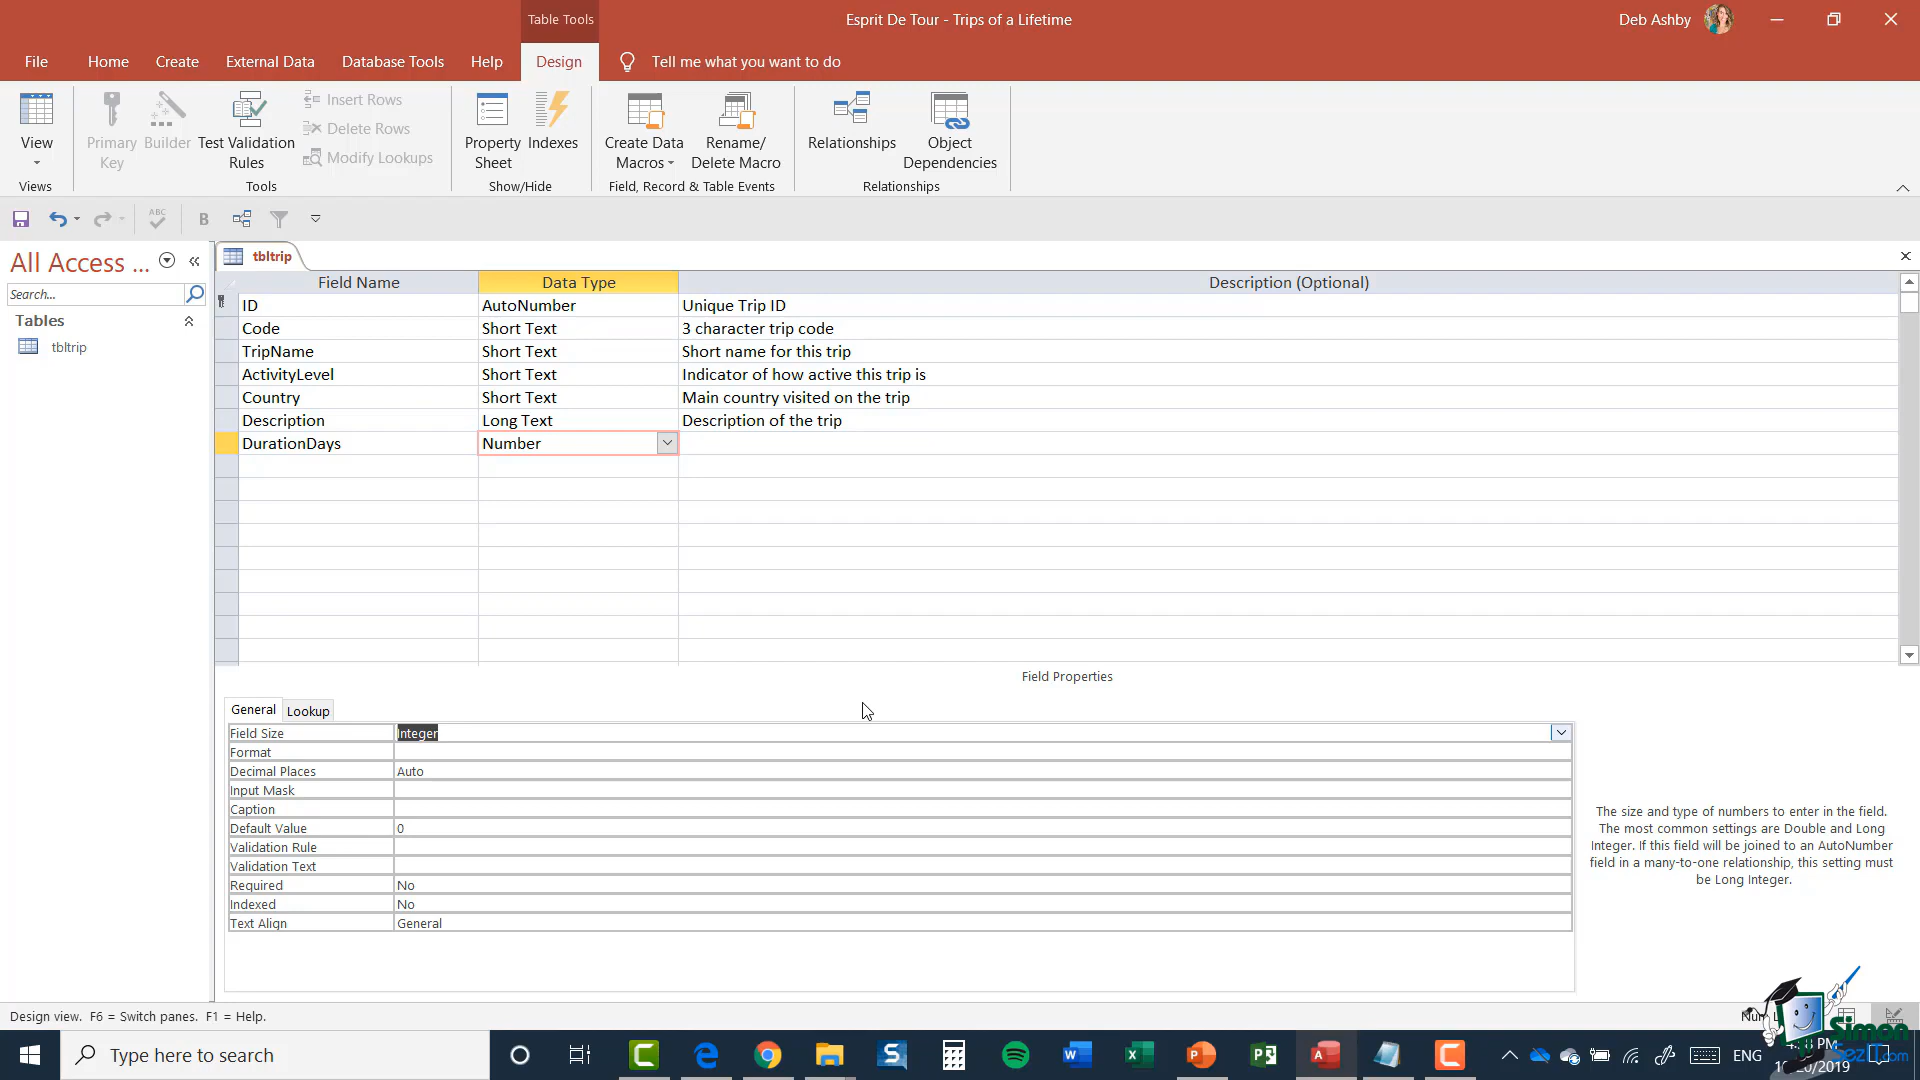 Table Tools
Esprit De Tour - Trips of a Lifetime
Deb Ashby
File Home Create External Data Database Tools Help Design Tell me what you want to do
View
Primary Key
Builder
Test Validation Rules
Insert Rows
Delete Rows
Modify Lookups
Property Sheet
Indexes
Create Data Macros
Rename/ Delete Macro
Relationships
Object Dependencies
Views Tools Show/Hide Field, Record & Table Events Relationships
ABC B
All Access ...
Search...
Tables
tbltrip
tbltrip
Field Name Data Type Description (Optional)
ID AutoNumber Unique Trip ID
Code Short Text 3 character trip code
TripName Short Text Short name for this trip
ActivityLevel Short Text Indicator of how active this trip is
Country Short Text Main country visited on the trip
Description Long Text Description of the trip
DurationDays Number
Field Properties
General Lookup
Field Size Integer
Format
Decimal Places Auto
Input Mask
Caption
Default Value 0
Validation Rule
Validation Text
Required No
Indexed No
Text Align General
The size and type of numbers to enter in the field.
The most common settings are Double and Long
Integer. If this field will be joined to an AutoNumber
field in a many-to-one relationship, this setting must
be Long Integer.
Design view. F6 = Switch panes. F1 = Help.
Type here to search
ENG
Simon
SezIT.com